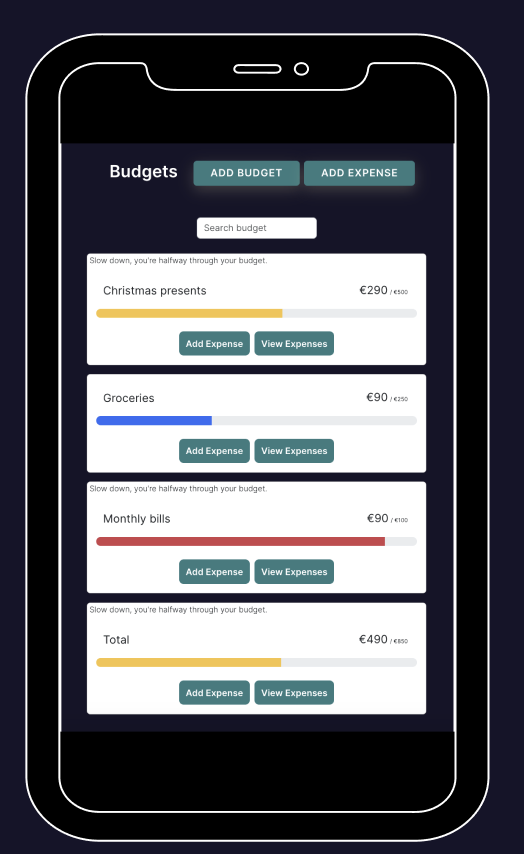 Budgets ADD BUDGET ADD EXPENSE
Search budget
Slow down, you're halfway through your budget.
Christmas presents €290 / €500
Add Expense View Expenses
Groceries €90 / €250
Add Expense View Expenses
Slow down, you're halfway through your budget.
Monthly bills €90 / €100
Add Expense View Expenses
Slow down, you're halfway through your budget.
Total €490 / €850
Add Expense View Expenses